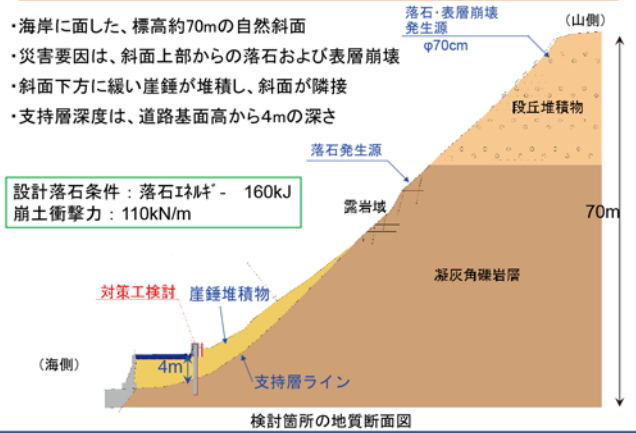 ・海岸に面した、標高約70mの自然斜面
・災害要因は、斜面上部からの落石および表層崩壊
・斜面下方に緩い崖錐が堆積し、斜面が隣接
・支持層深度は、道路基面高から4mの深さ
落石・表層崩壊
発生源
φ70cm
(山側)
段丘堆積物
落石発生源
設計落石条件：落石ｴﾈﾙｷﾞ- 160kJ
崩土衝撃力：110kN/m
露岩域
70m
凝灰角礫岩層
対策工検討
崖錐堆積物
(海側)
4m
支持層ライン
検討箇所の地質断面図